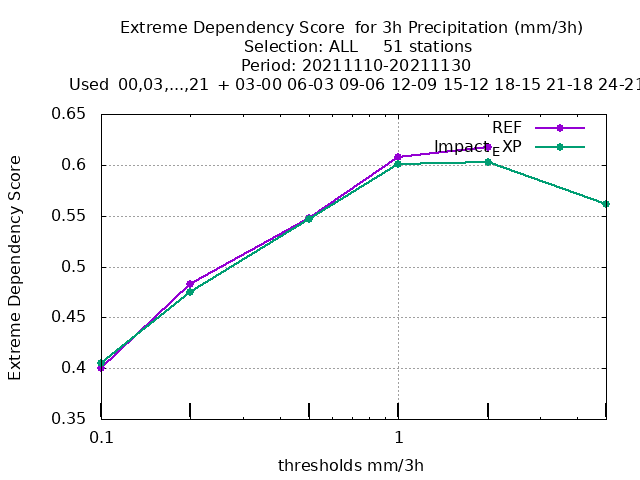 Extreme Dependency Score for 3h Precipitation (mm/3h)
Selection: ALL 51 stations
Period: 20211110-20211130
Used 00,03,...,21 + 03-00 06-03 09-06 12-09 15-12 18-15 21-18 24-21
0.65
REF
Impact_EXP
0.6
0.55
0.5
0.45
0.4
0.35
Extreme Dependency Score
0.1
1
thresholds mm/3h